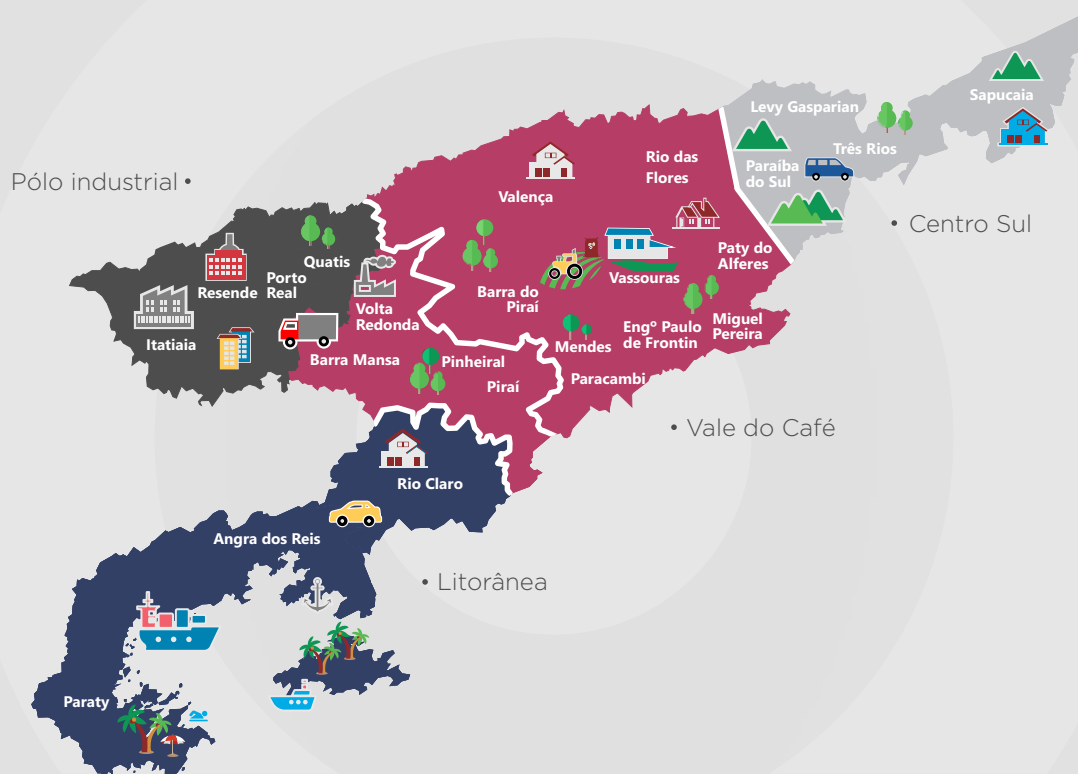 Levy Gasparian
Sapucaia
Três Rios
Paraíba
do Sul
• Centro Sul
Pólo industrial •
Rio das
Flores
Valença
Paty do
Alferes
Vassouras
Barra do
Piraí
Miguel
Pereira
Engº Paulo
de Frontin
Mendes
Paracambi
Quatis
Resende
Porto
Real
Itatiaia
Volta
Redonda
Barra Mansa
Pinheiral
Piraí
• Vale do Café
Rio Claro
Angra dos Reis
• Litorânea
Paraty